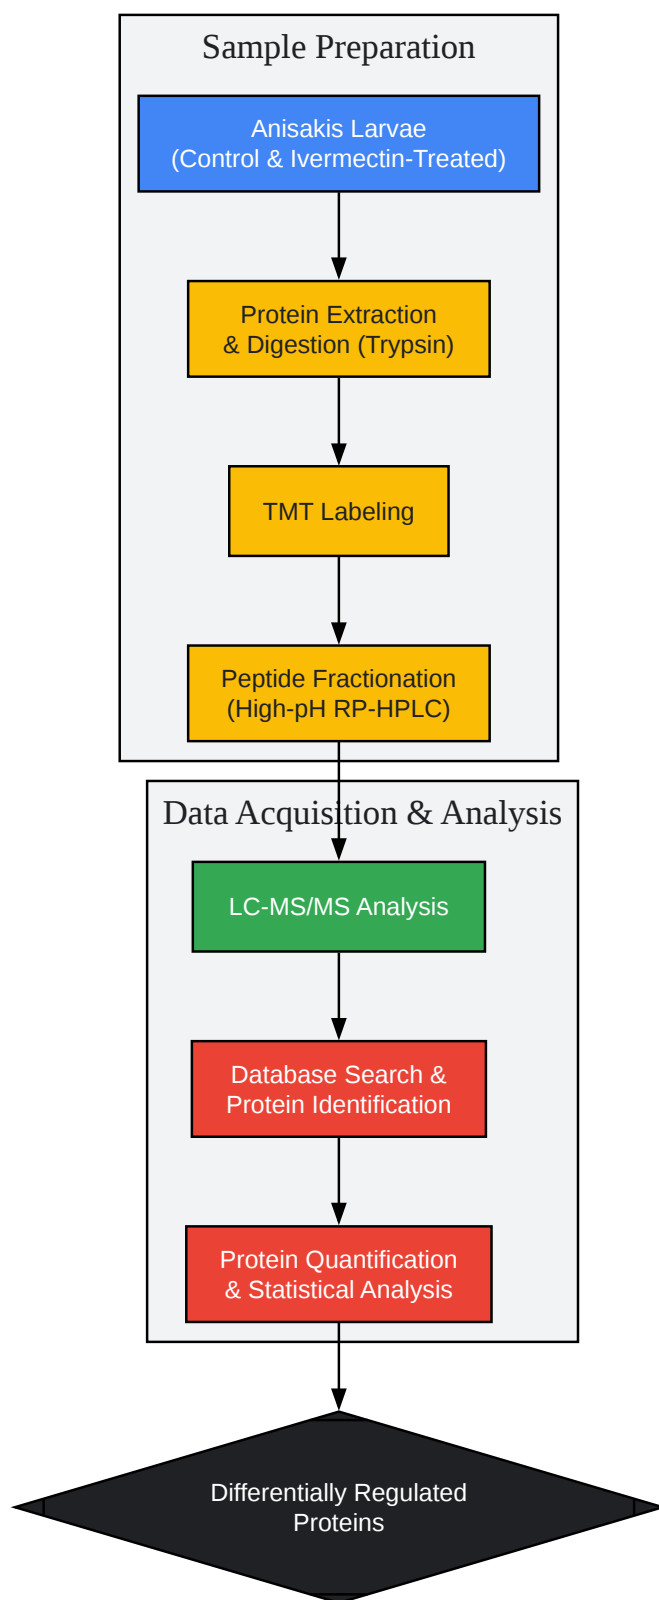 Sample Preparation
Anisakis Larvae
(Control & Ivermectin-Treated)
Protein Extraction
& Digestion (Trypsin)
TMT Labeling
Peptide Fractionation
(High-pH RP-HPLC)
Data Acquisition & Analysis
LC-MS/MS Analysis
Database Search &
Protein Identification
Protein Quantification
& Statistical Analysis
Differentially Regulated
Proteins